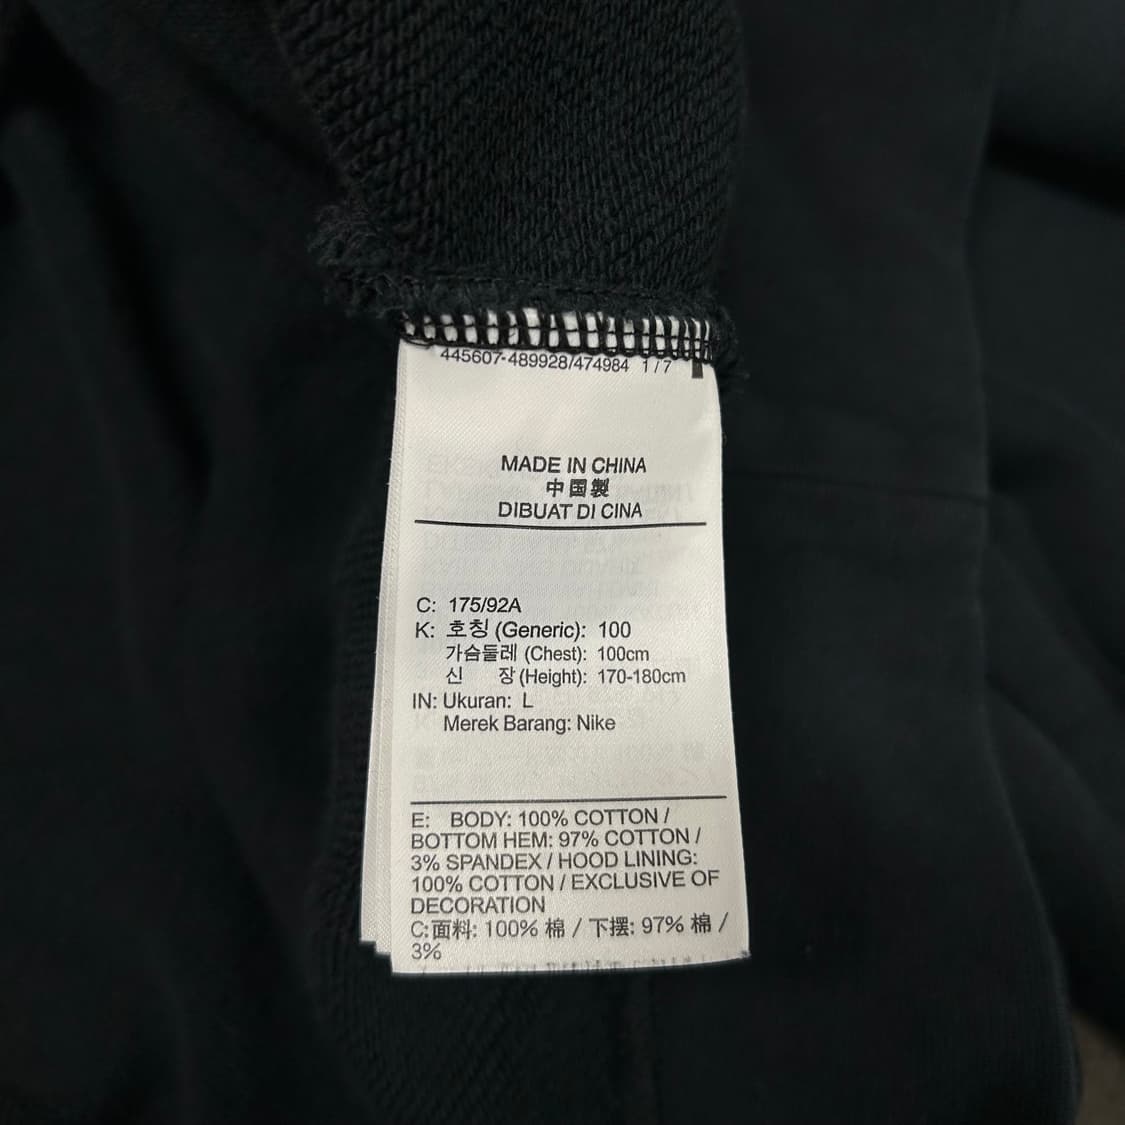 445607-489928/474984 1/7
MADE IN CHINA
中国製
DIBUAT DI CINA
C: 175/92A
K: 호칭 (Generic): 100
가슴둘레 (Chest): 100cm
신 장 (Height): 170-180cm
IN: Ukuran: L
Merek Barang: Nike
E: BODY: 100% COTTON /
BOTTOM HEM: 97% COTTON /
3% SPANDEX / HOOD LINING:
100% COTTON / EXCLUSIVE OF
DECORATION
C:面料: 100% 棉 / 下摆: 97% 棉 /
3%